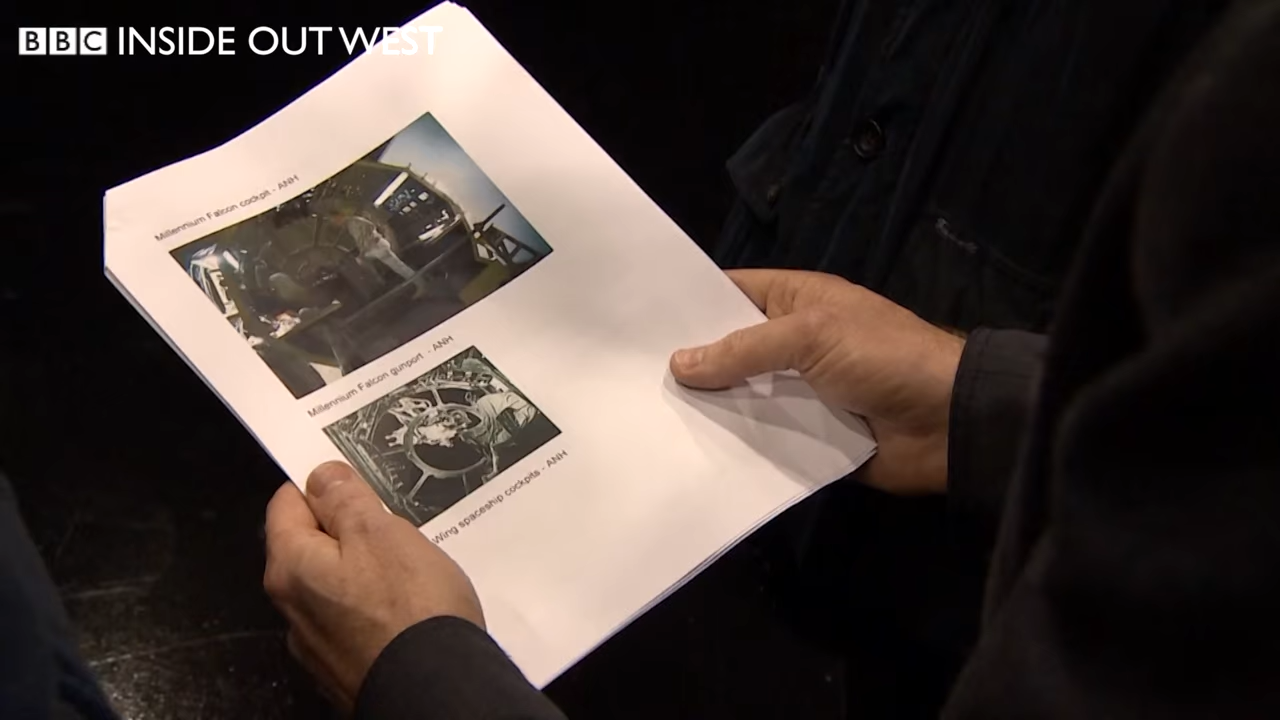 BBC INSIDE OUT WEST
Millennium Falcon cockpit - ANH
Millennium Falcon gunport - ANH
Wing spaceship cockpits - ANH